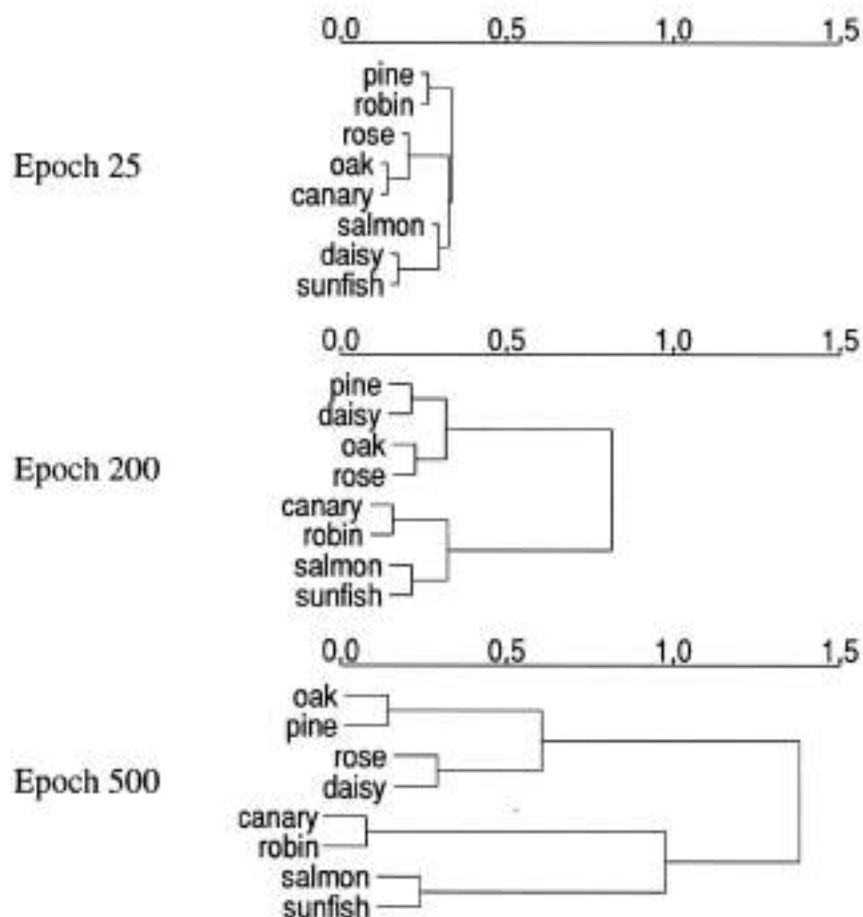 0,0 0,5 1,0 1,5
pine
robin
rose
Epoch 25
oak
canary
salmon
daisy
sunfish
0,0 0,5 1,0 1,5
pine
daisy
oak
Epoch 200
rose
canary
robin
salmon
sunfish
0,0 0,5 1,0 1,5
oak
pine
rose
Epoch 500
daisy
canary
robin
salmon
sunfish